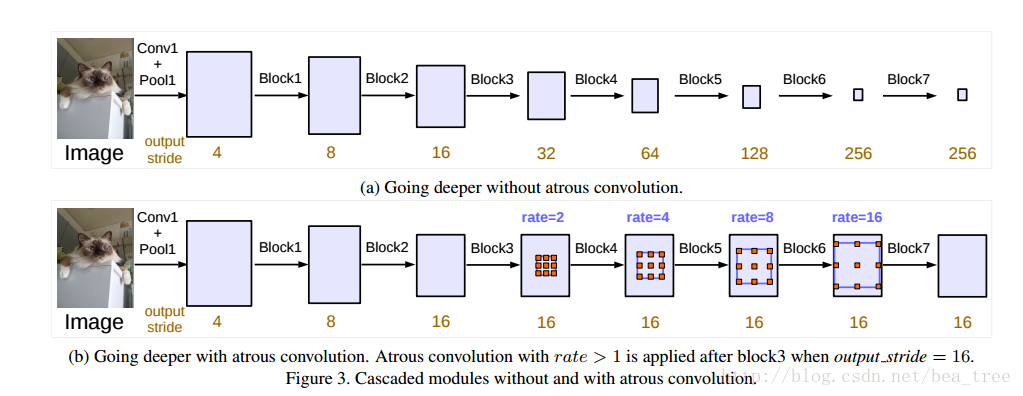 Conv1
+
Pool1
Block1
Block2
Block3
Block4
Block5
Block6
Block7
Image
output
stride
4
8
16
32
64
128
256
256
(a) Going deeper without atrous convolution.
rate=2
rate=4
rate=8
rate=16
Conv1
+
Pool1
Block1
Block2
Block3
Block4
Block5
Block6
Block7
Image
output
stride
4
8
16
16
16
16
16
16
(b) Going deeper with atrous convolution. Atrous convolution with rate > 1 is applied after block3 when output_stride = 16.
Figure 3. Cascaded modules without and with atrous convolution.
http://blog.csdn.net/bea_tree